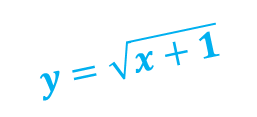 y = √(x + 1)